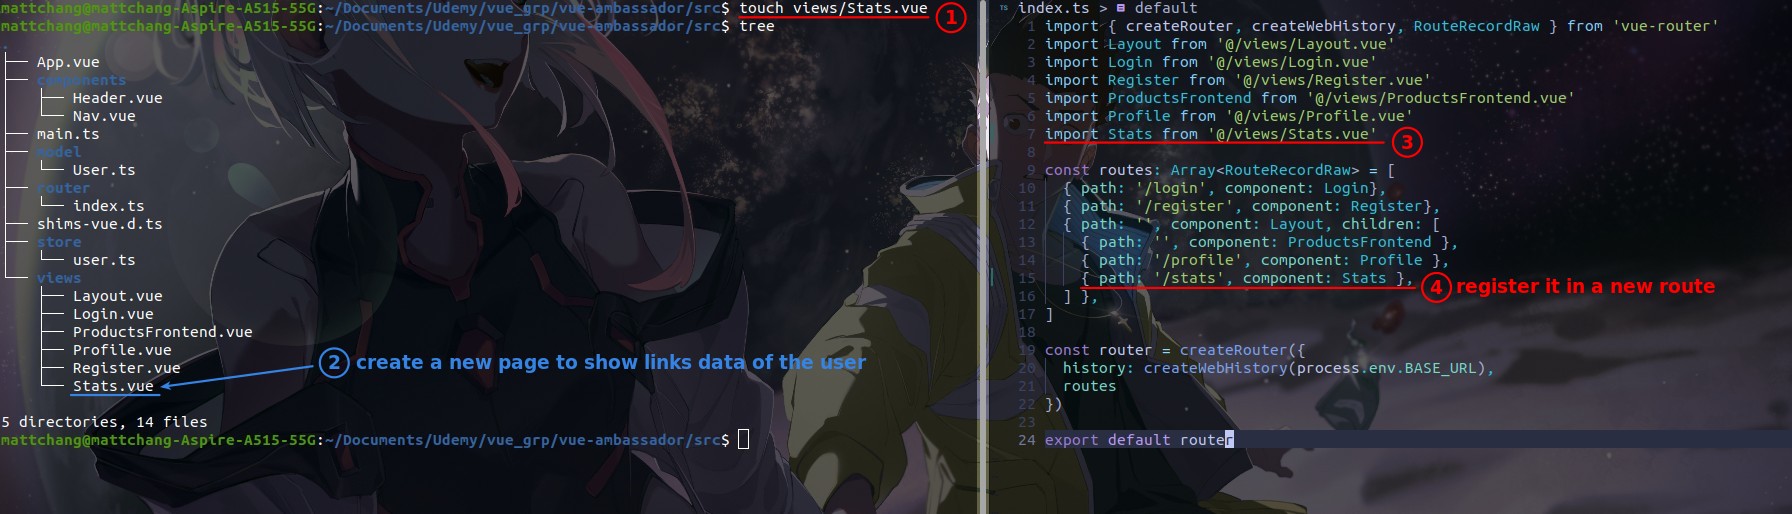 mattchang@mattchang-Aspire-A515-55G:~/Documents/Udemy/vue_grp/vue-ambassador/src$ touch views/Stats.vue 1
mattchang@mattchang-Aspire-A515-55G:~/Documents/Udemy/vue_grp/vue-ambassador/src$ tree
.
├── App.vue
├── components
│   ├── Header.vue
│   └── Nav.vue
├── main.ts
├── model
│   └── User.ts
├── router
│   └── index.ts
├── shims-vue.d.ts
├── store
│   └── user.ts
└── views
    ├── Layout.vue
    ├── Login.vue
    ├── ProductsFrontend.vue
    ├── Profile.vue
    ├── Register.vue
    └── Stats.vue
2 create a new page to show links data of the user
5 directories, 14 files
mattchang@mattchang-Aspire-A515-55G:~/Documents/Udemy/vue_grp/vue-ambassador/src$
TS index.ts > default
1 import { createRouter, createWebHistory, RouteRecordRaw } from 'vue-router'
2 import Layout from '@/views/Layout.vue'
3 import Login from '@/views/Login.vue'
4 import Register from '@/views/Register.vue'
5 import ProductsFrontend from '@/views/ProductsFrontend.vue'
6 import Profile from '@/views/Profile.vue'
7 import Stats from '@/views/Stats.vue' 3
8
9 const routes: Array<RouteRecordRaw> = [
10   { path: '/login', component: Login},
11   { path: '/register', component: Register},
12   { path: '', component: Layout, children: [
13     { path: '', component: ProductsFrontend },
14     { path: '/profile', component: Profile },
15     { path: '/stats', component: Stats }, 4 register it in a new route
16   ] },
17 ]
18
19 const router = createRouter({
20   history: createWebHistory(process.env.BASE_URL),
21   routes
22 })
23
24 export default router